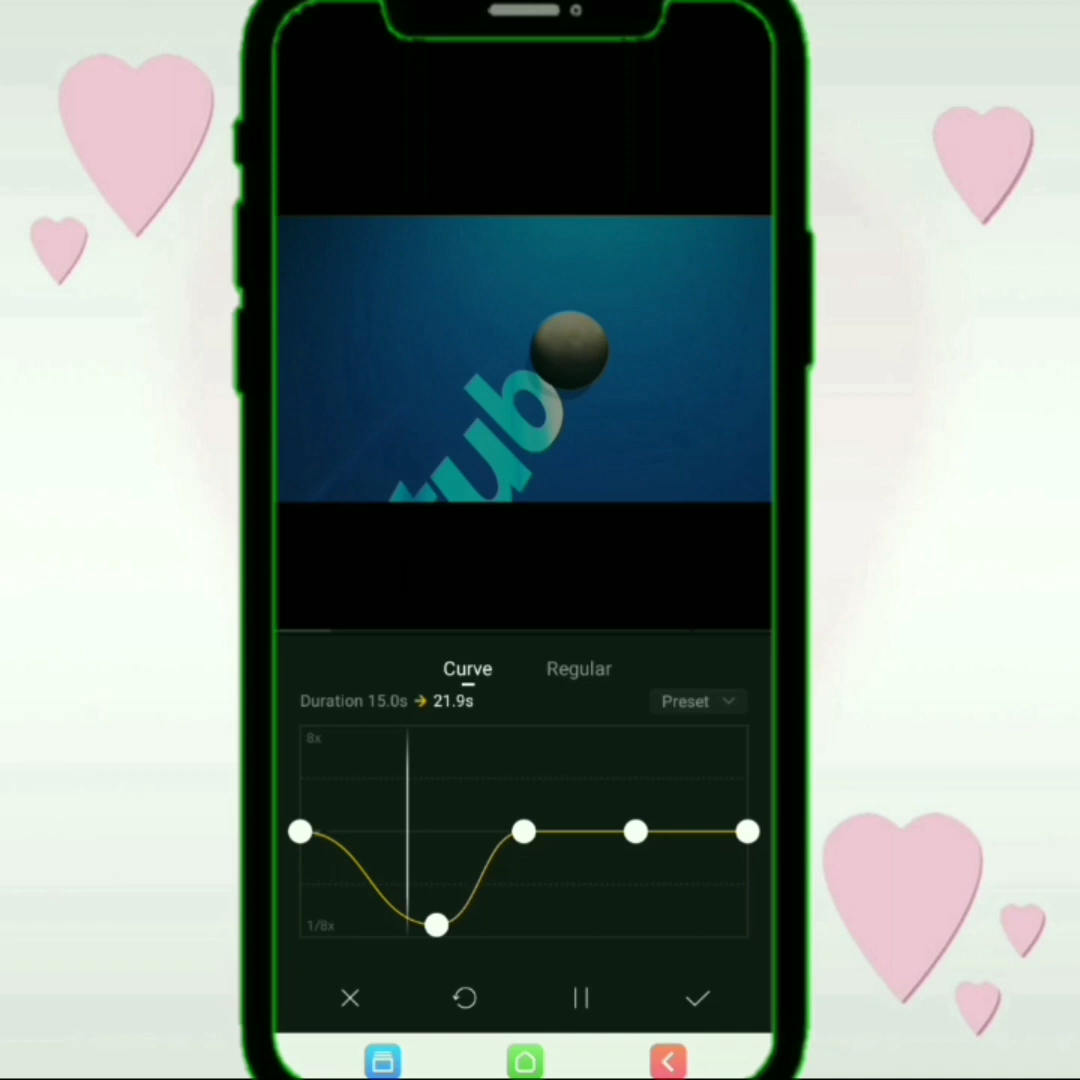 tub
Curve Regular
Duration 15.0s → 21.9s Preset
8x
1/8x